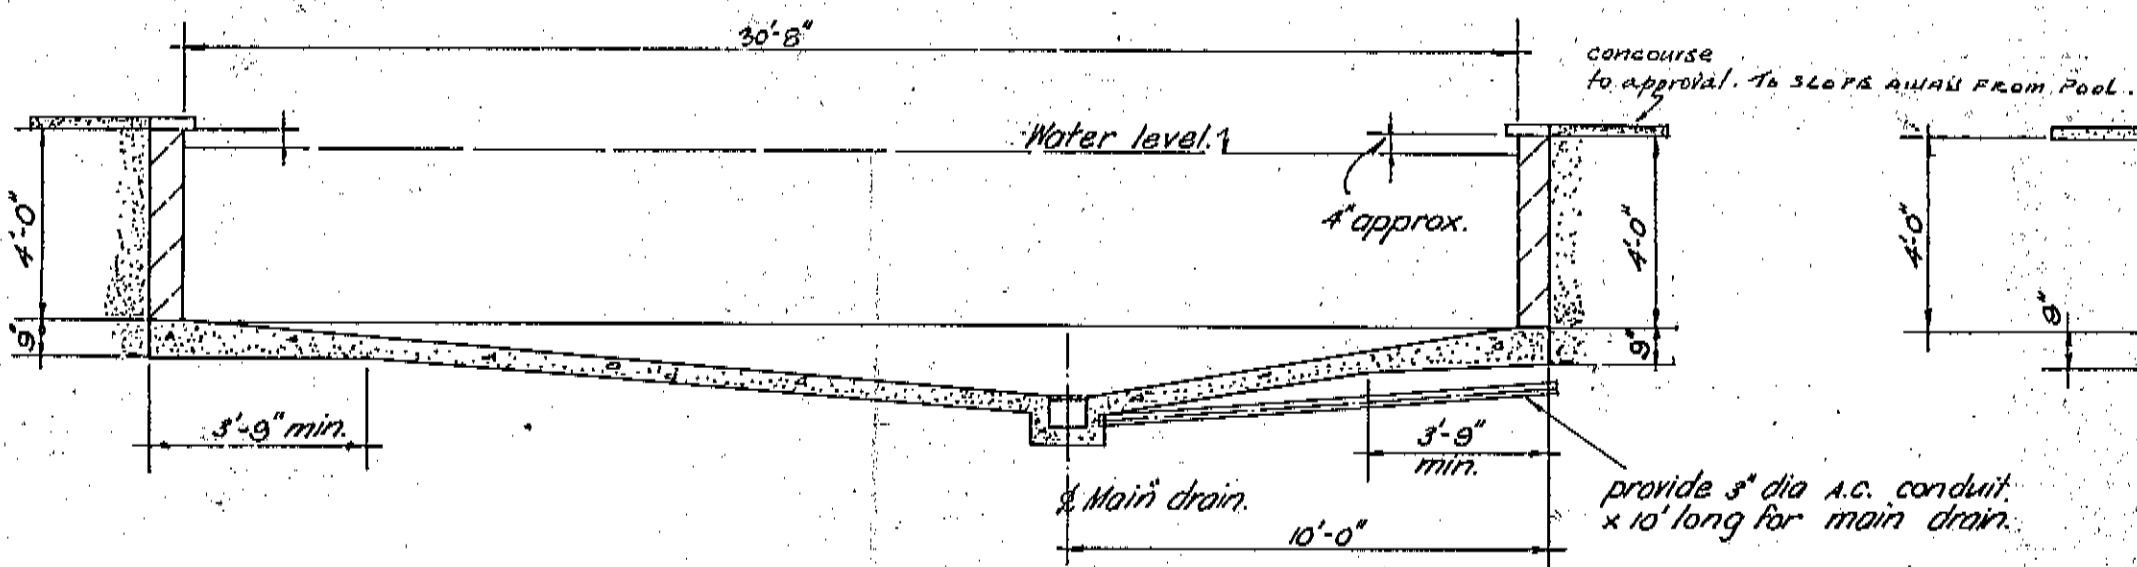 30'-8"
concourse
to approval. TO SLOPE AWAY FROM POOL.
Water level.
4" approx.
4'-0"
4'-0"
4'-0"
9"
9"
9"
3'-9" min.
3'-9"
min.
℄ Main drain.
provide 3" dia A.C. conduit.
x 10' long for main drain.
10'-0"